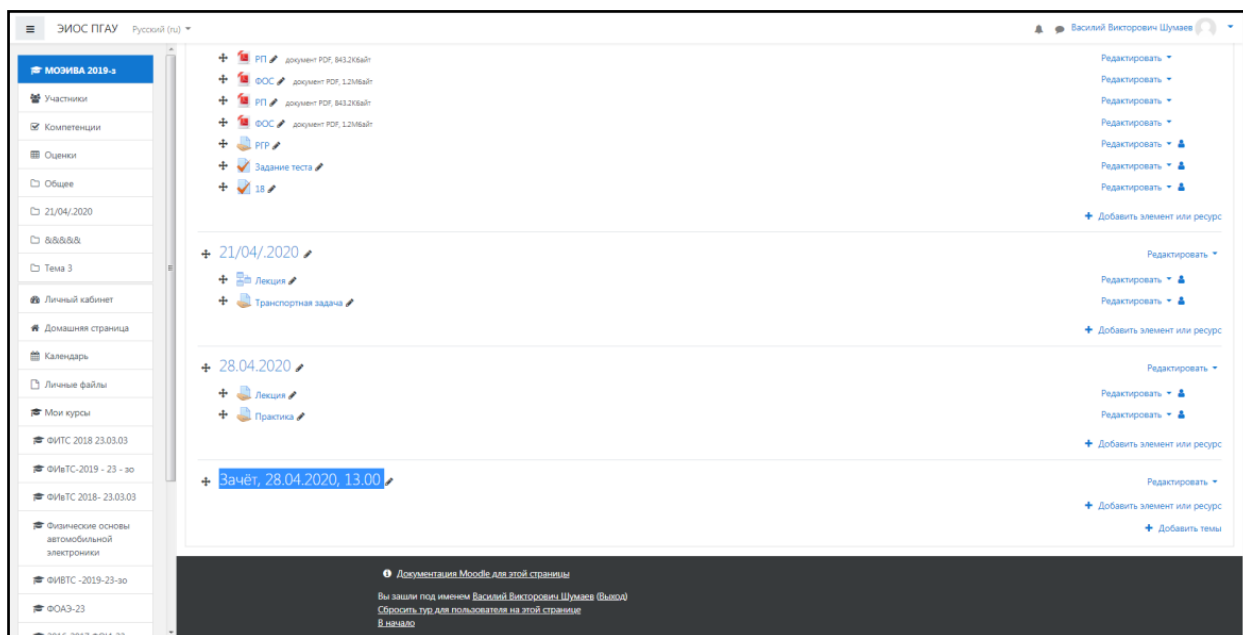 ЭИОС ПГАУ Русский (ru)
Василий Викторович Шумаев
МОЭИВА 2019-з
Участники
Компетенции
Оценки
Общее
21/04/.2020
&&&&&
Тема 3
Личный кабинет
Домашняя страница
Календарь
Личные файлы
Мои курсы
ФИТС 2018 23.03.03
ФИвТС-2019 - 23 - зо
ФИвТС 2018- 23.03.03
Физические основы
автомобильной
электроники
ФИВТС -2019-23-зо
ФОАЭ-23
РП документ PDF, 843.2Кбайт Редактировать
ФОС документ PDF, 1.2Мбайт Редактировать
РП документ PDF, 843.2Кбайт Редактировать
ФОС документ PDF, 1.2Мбайт Редактировать
РГР Редактировать
Задание теста Редактировать
18 Редактировать
Добавить элемент или ресурс
21/04/.2020 Редактировать
Лекция Редактировать
Транспортная задача Редактировать
Добавить элемент или ресурс
28.04.2020 Редактировать
Лекция Редактировать
Практика Редактировать
Добавить элемент или ресурс
Зачёт, 28.04.2020, 13.00 Редактировать
Добавить элемент или ресурс
Добавить темы
Документация Moodle для этой страницы
Вы зашли под именем Василий Викторович Шумаев (Выход)
Сбросить тур для пользователя на этой странице
В начало